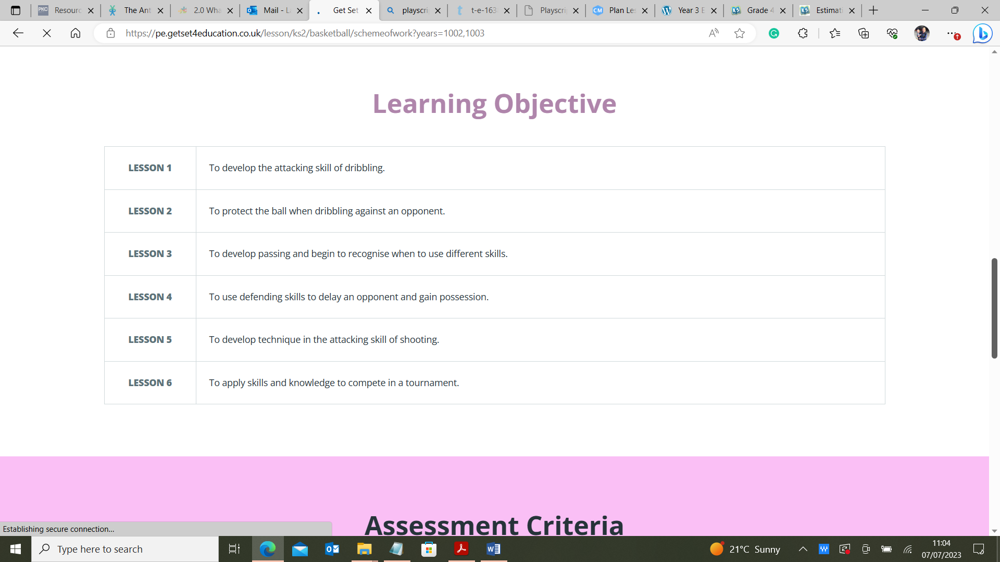 Resourc
The Ant
2.0 Wha
Mail - L
Get Set
playscri
t-e-163
Playscri
Plan Les
Year 3 E
Grade 4
Estimat
https://pe.getset4education.co.uk/lesson/ks2/basketball/schemeofwork?years=1002,1003
Learning Objective
LESSON 1 To develop the attacking skill of dribbling.
LESSON 2 To protect the ball when dribbling against an opponent.
LESSON 3 To develop passing and begin to recognise when to use different skills.
LESSON 4 To use defending skills to delay an opponent and gain possession.
LESSON 5 To develop technique in the attacking skill of shooting.
LESSON 6 To apply skills and knowledge to compete in a tournament.
Assessment Criteria
Establishing secure connection...
Type here to search
21°C Sunny
11:04
07/07/2023